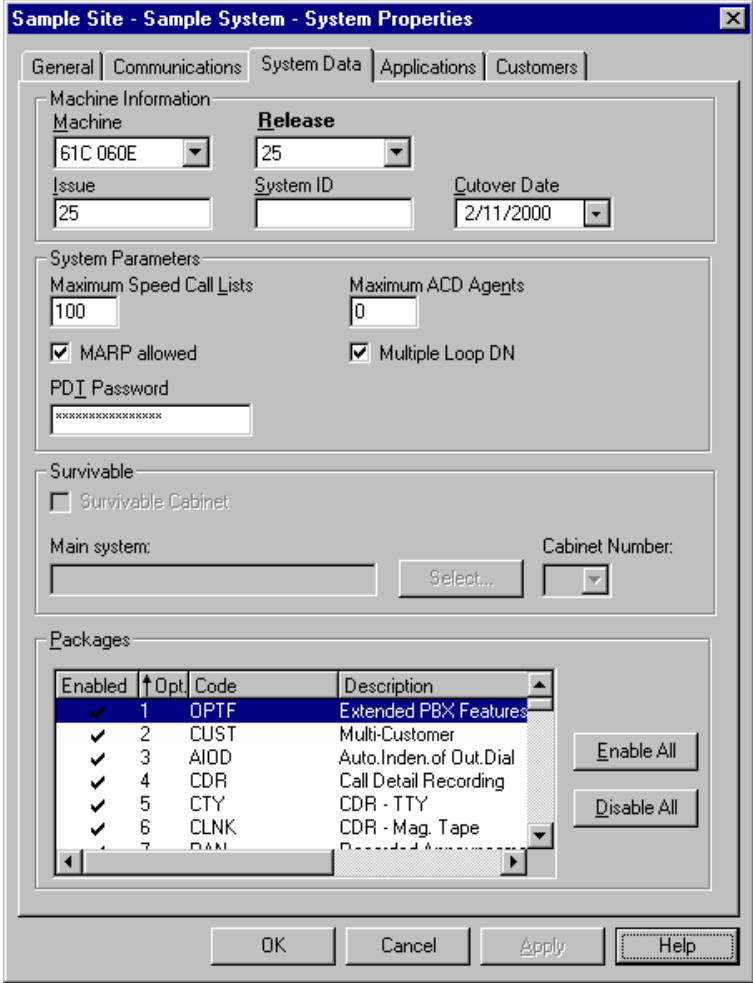 Sample Site - Sample System - System Properties
General Communications System Data Applications Customers
Machine Information
Machine Release
61C 060E 25
Issue System ID Cutover Date
25 2/11/2000
System Parameters
Maximum Speed Call Lists Maximum ACD Agents
100 0
MARP allowed Multiple Loop DN
PDT Password
****************
Survivable
Survivable Cabinet
Main system: Cabinet Number:
Select...
Packages
Enabled Opt. Code Description
1 OPTF Extended PBX Features
2 CUST Multi-Customer
3 AIOD Auto.Inden.of Out.Dial
4 CDR Call Detail Recording
5 CTY CDR - TTY
6 CLNK CDR - Mag. Tape
7 RAN
Enable All
Disable All
OK Cancel Apply Help